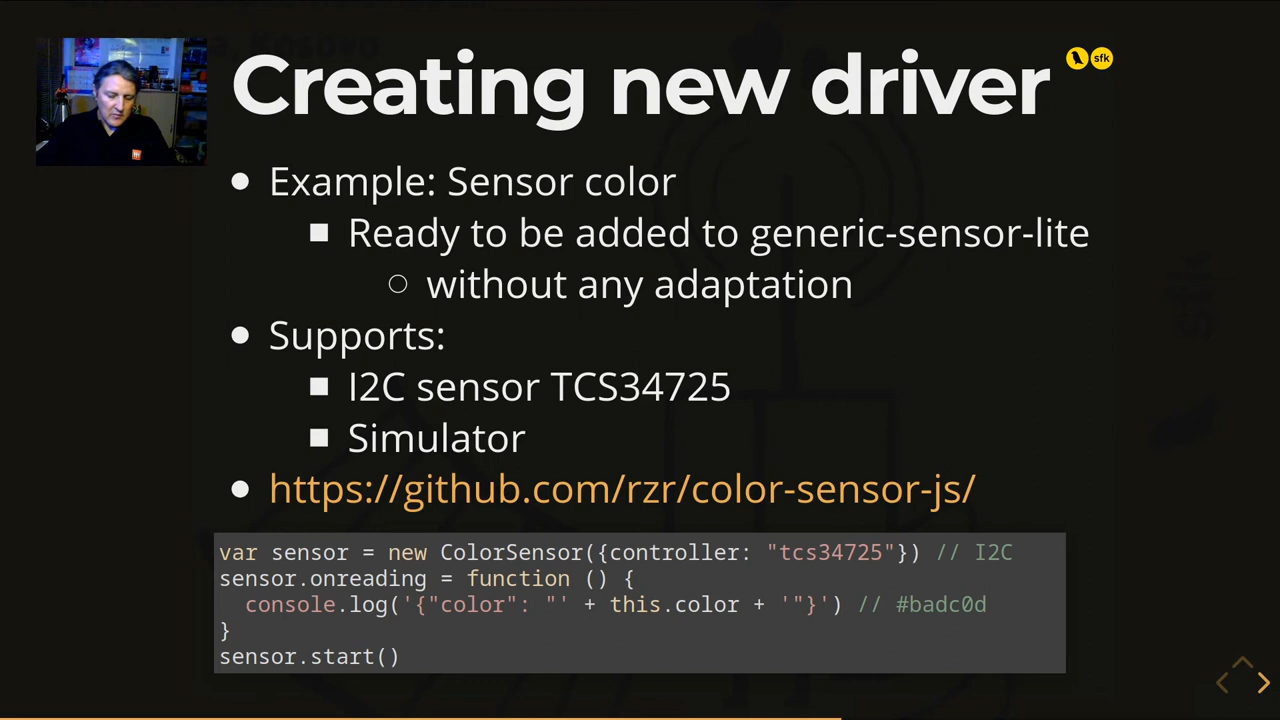 Creating new driver
sfk
Example: Sensor color
Ready to be added to generic-sensor-lite
without any adaptation
Supports:
I2C sensor TCS34725
Simulator
https://github.com/rzr/color-sensor-js/
var sensor = new ColorSensor({controller: "tcs34725"}) // I2C
sensor.onreading = function () {
  console.log('{"color": "' + this.color + '"}') // #badc0d
}
sensor.start()